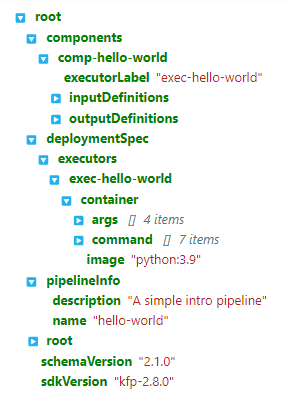 root
components
comp-hello-world
executorLabel "exec-hello-world"
inputDefinitions
outputDefinitions
deploymentSpec
executors
exec-hello-world
container
args [] 4 items
command [] 7 items
image "python:3.9"
pipelineInfo
description "A simple intro pipeline"
name "hello-world"
root
schemaVersion "2.1.0"
sdkVersion "kfp-2.8.0"